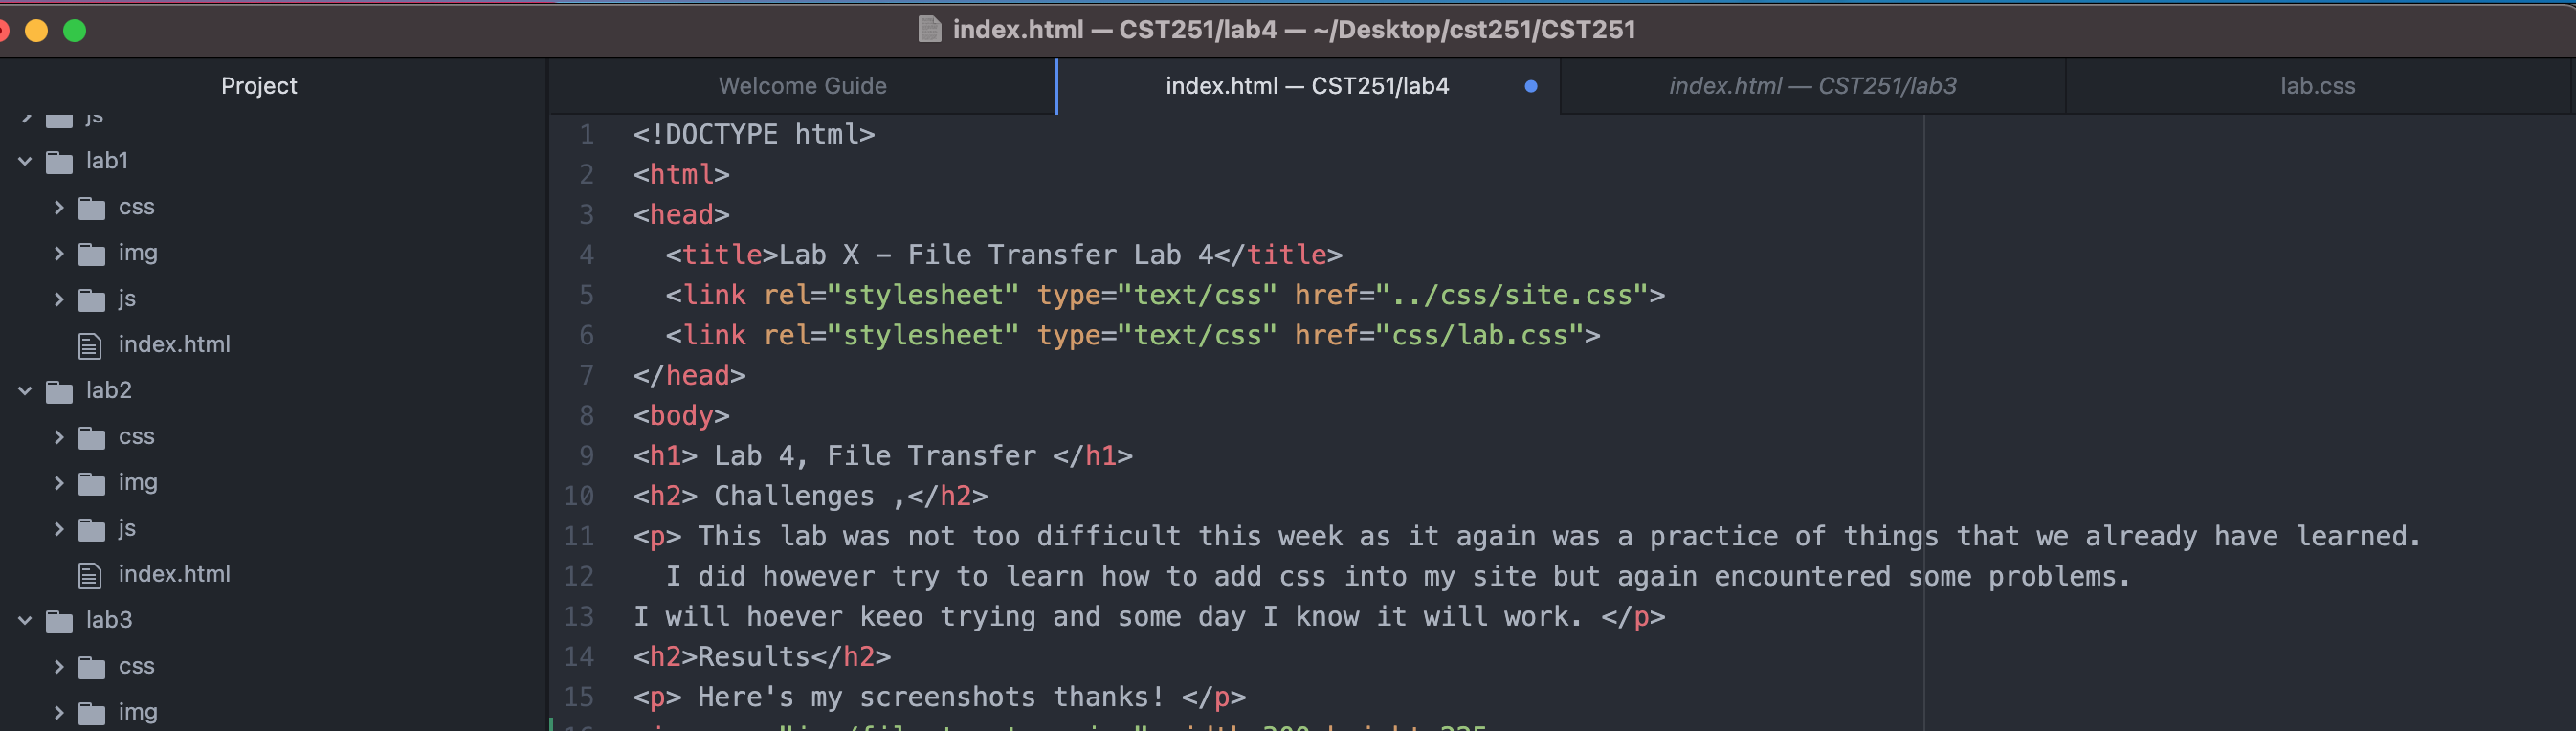 index.html — CST251/lab4 — ~/Desktop/cst251/CST251
Project
js
lab1
css
img
js
index.html
lab2
css
img
js
index.html
lab3
css
img
Welcome Guide
index.html — CST251/lab4
index.html — CST251/lab3
lab.css
1 <!DOCTYPE html>
2 <html>
3 <head>
4 <title>Lab X – File Transfer Lab 4</title>
5 <link rel="stylesheet" type="text/css" href="../css/site.css">
6 <link rel="stylesheet" type="text/css" href="css/lab.css">
7 </head>
8 <body>
9 <h1> Lab 4, File Transfer </h1>
10 <h2> Challenges ,</h2>
11 <p> This lab was not too difficult this week as it again was a practice of things that we already have learned.
12 I did however try to learn how to add css into my site but again encountered some problems.
13 I will hoever keeo trying and some day I know it will work. </p>
14 <h2>Results</h2>
15 <p> Here's my screenshots thanks! </p>